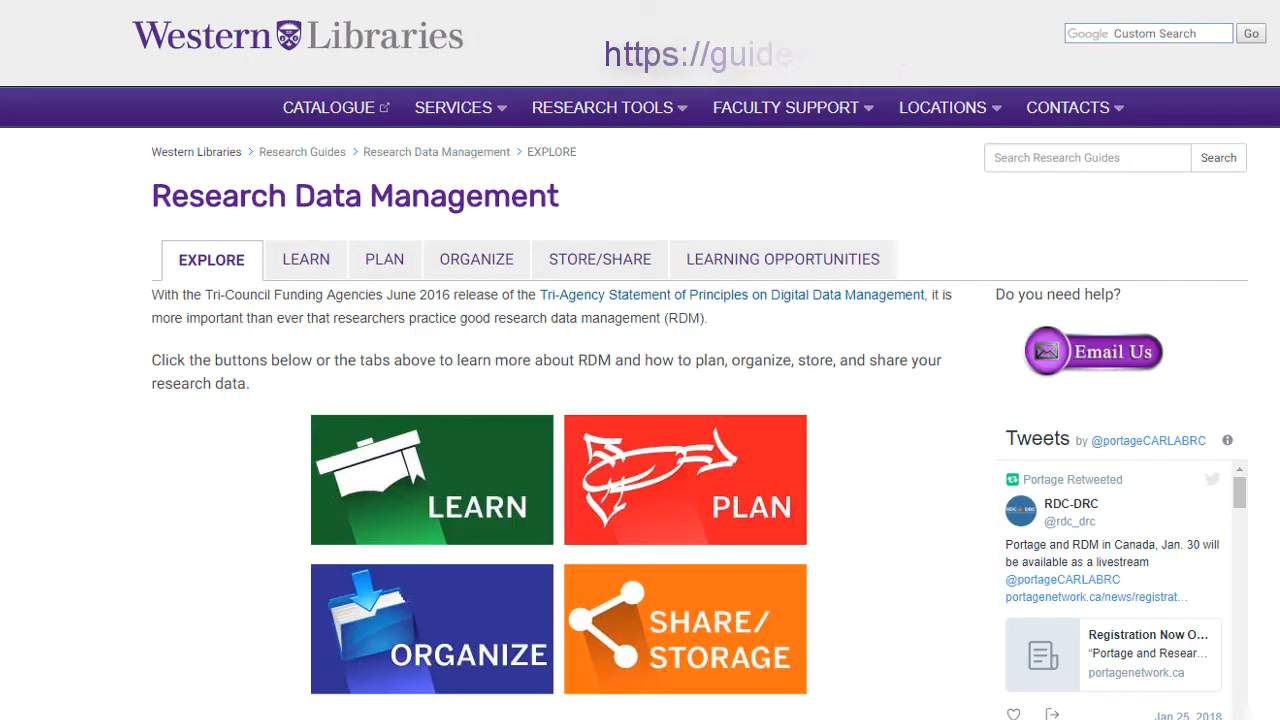 Western Libraries
https://guide
Google Custom Search
Go
CATALOGUE SERVICES RESEARCH TOOLS FACULTY SUPPORT LOCATIONS CONTACTS
Western Libraries Research Guides Research Data Management EXPLORE
Search Research Guides Search
Research Data Management
EXPLORE LEARN PLAN ORGANIZE STORE/SHARE LEARNING OPPORTUNITIES
With the Tri-Council Funding Agencies June 2016 release of the Tri-Agency Statement of Principles on Digital Data Management, it is
more important than ever that researchers practice good research data management (RDM).
Click the buttons below or the tabs above to learn more about RDM and how to plan, organize, store, and share your
research data.
LEARN
PLAN
ORGANIZE
SHARE/
STORAGE
Do you need help?
Email Us
Tweets by @portageCARLABRC
Portage Retweeted
RDC-DRC
@rdc_drc
Portage and RDM in Canada, Jan. 30 will
be available as a livestream
@portageCARLABRC
portagenetwork.ca/news/registrat…
Registration Now O…
“Portage and Resear…
portagenetwork.ca
Jan 25, 2018